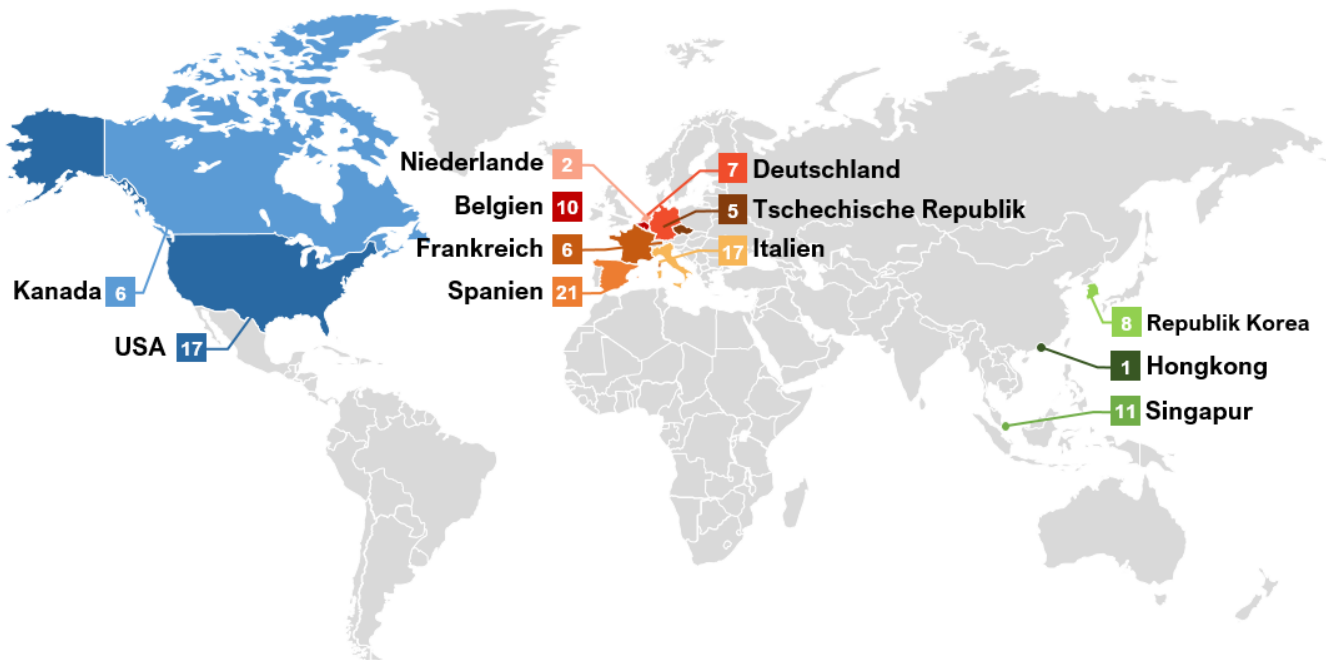 Niederlande 2
7 Deutschland
Belgien 10
5 Tschechische Republik
Frankreich 6
17 Italien
Spanien 21
Kanada 6
USA 17
8 Republik Korea
1 Hongkong
11 Singapur